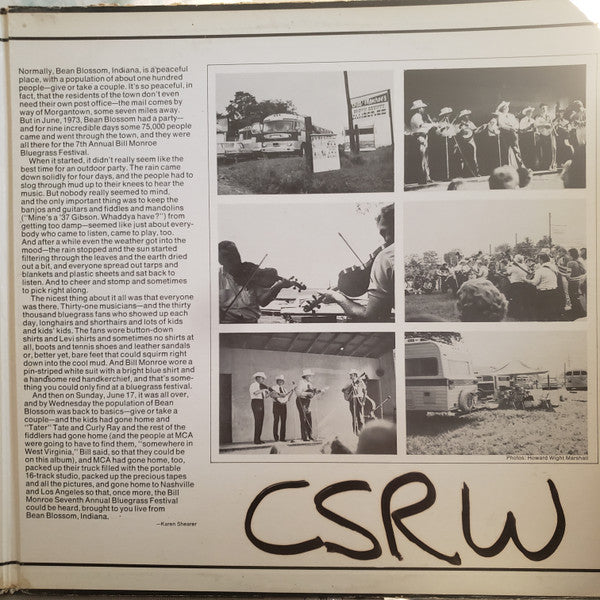 Normally, Bean Blossom, Indiana, is a peaceful
place, with a population of about one hundred
people—give or take a couple. It's so peaceful, in
fact, that the residents of the town don't even
need their own post office—the mail comes by
way of Morgantown, some seven miles away.
But in June, 1973, Bean Blossom had a party—
and for nine incredible days some 75,000 people
came and went through the town, and they were
all there for the 7th Annual Bill Monroe
Bluegrass Festival.
When it started, it didn't really seem like the
best time for an outdoor party. The rain came
down solidly for four days, and the people had to
slog through mud up to their knees to hear the
music. But nobody really seemed to mind,
and the only important thing was to keep the
banjos and guitars and fiddles and mandolins
("Mine's a '37 Gibson. Whaddya have?") from
getting too damp—seemed like just about every-
body who came to listen, came to play, too.
And after a while even the weather got into the
mood—the rain stopped and the sun started
filtering through the leaves and the earth dried
out a bit, and everyone spread out tarps and
blankets and plastic sheets and sat back to
listen. And to cheer and stomp and sometimes
to pick right along.
The nicest thing about it all was that everyone
was there. Thirty-one musicians—and the thirty
thousand bluegrass fans who showed up each
day, longhairs and shorthairs and lots of kids
and kids' kids. The fans wore button-down
shirts and Levi shirts and sometimes no shirts at
all, boots and tennis shoes and leather sandals
or, better yet, bare feet that could squirm right
down into the cool mud. And Bill Monroe wore a
pin-striped white suit with a bright blue shirt and
a handsome red handkerchief, and that's some-
thing you could only find at a bluegrass festival.
And then on Sunday, June 17, it was all over,
and by Wednesday the population of Bean
Blossom was back to basics—give or take a
couple—and the kids had gone home and
"Tater" Tate and Curly Ray and the rest of the
fiddlers had gone home (and the people at MCA
were going to have to find them, "somewhere in
West Virginia," Bill said, so that they could be
on this album), and MCA had gone home, too,
packed up their truck filled with the portable
16-track studio, packed up the precious tapes
and all the pictures, and gone home to Nashville
and Los Angeles so that, once more, the Bill
Monroe Seventh Annual Bluegrass Festival
could be heard, brought to you live from
Bean Blossom, Indiana.
—Karen Shearer
Photos: Howard Wight Marshall
CSRW